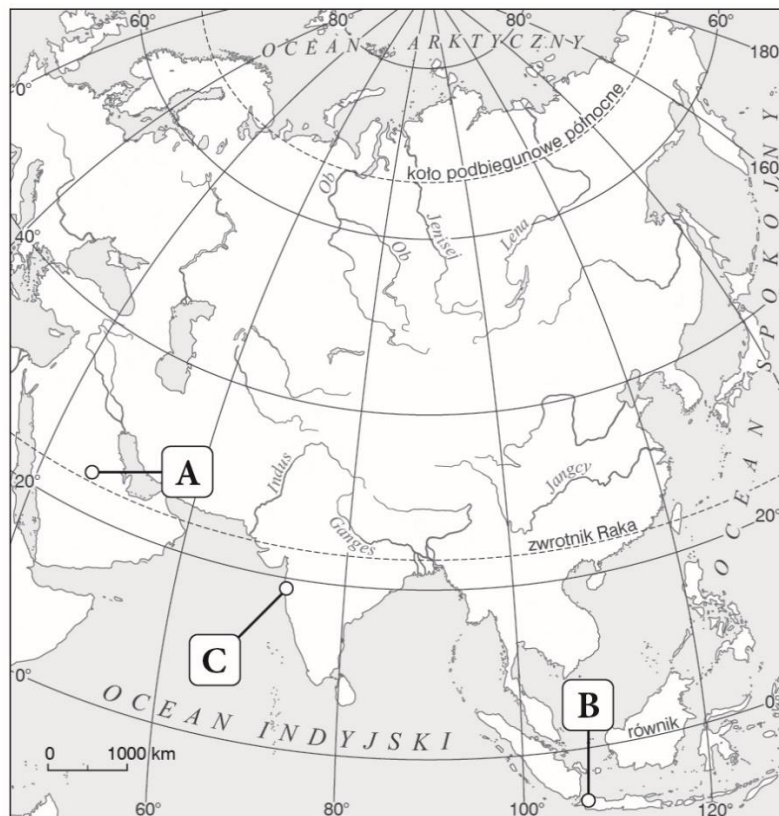 60°
80°
80°
60°
OCEAN ARKTYCZNY
180°
0°
koło podbiegunowe północne
160°
Ob
Ob
Jenisej
Lena
40°
40°
OCEAN SPOKOJNY
A
20°
Indus
Ganges
Jangcy
zwrotnik Raka
20°
C
B
0°
OCEAN INDYJSKI
równik
0°
0 1000 km
60°
80°
100°
120°